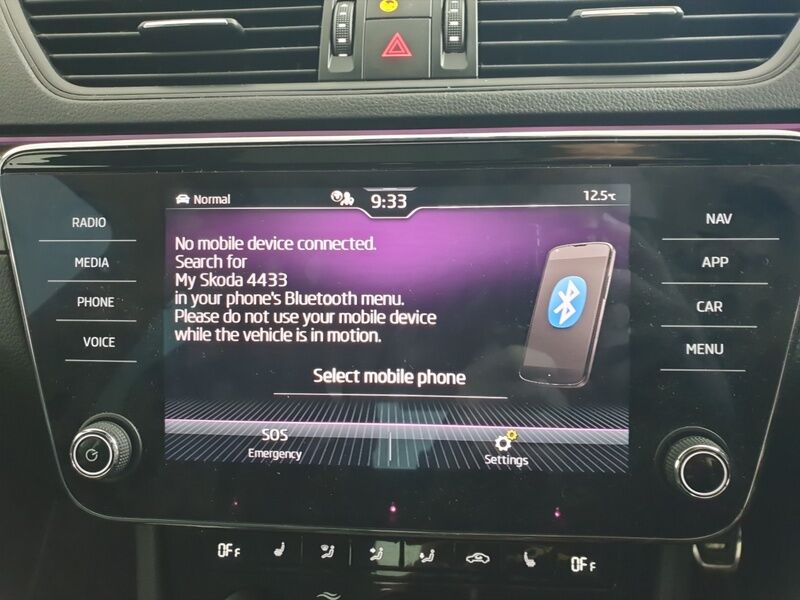 Normal
9:33
12.5°C
RADIO
MEDIA
PHONE
VOICE
No mobile device connected.
Search for
My Skoda 4433
in your phone's Bluetooth menu.
Please do not use your mobile device
while the vehicle is in motion.
Select mobile phone
SOS
Emergency
Settings
NAV
APP
CAR
MENU
OFF
OFF